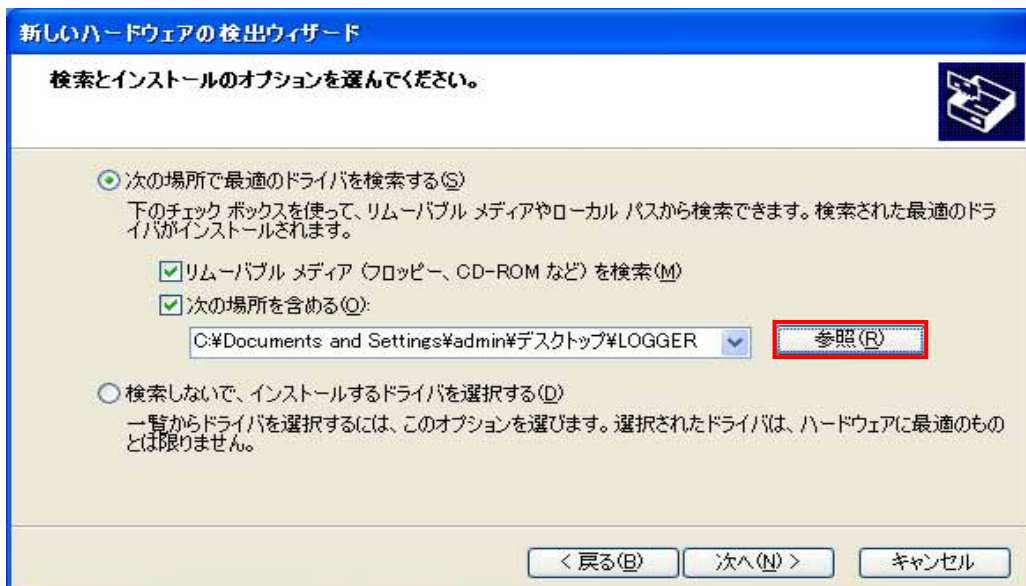 新しいハードウェアの検出ウィザード
検索とインストールのオプションを選んでください。
次の場所で最適のドライバを検索する(S)
下のチェック ボックスを使って、リムーバブル メディアやローカル パスから検索できます。検索された最適のドラ
イバがインストールされます。
リムーバブル メディア (フロッピー、CD-ROM など) を検索(M)
次の場所を含める(O):
C:¥Documents and Settings¥admin¥デスクトップ¥LOGGER
参照(R)
検索しないで、インストールするドライバを選択する(D)
一覧からドライバを選択するには、このオプションを選びます。選択されたドライバは、ハードウェアに最適のもの
とは限りません。
< 戻る(B)
次へ(N) >
キャンセル